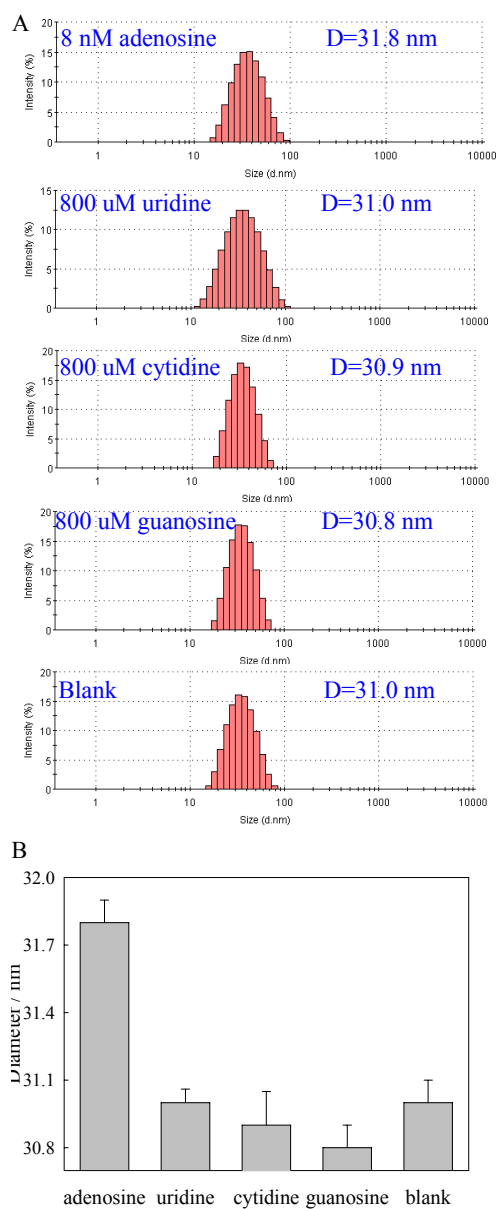 A
8 nM adenosine D=31.8 nm
Intensity (%)
20
15
10
5
0
1 10 100 1000 10000
Size (d.nm)
800 uM uridine D=31.0 nm
Intensity (%)
15
10
5
0
1 10 100 1000 10000
Size (d.nm)
800 uM cytidine D=30.9 nm
Intensity (%)
20
15
10
5
0
1 10 100 1000 10000
Size (d.nm)
800 uM guanosine D=30.8 nm
Intensity (%)
20
15
10
5
0
1 10 100 1000 10000
Size (d.nm)
Blank D=31.0 nm
Intensity (%)
20
15
10
5
0
1 10 100 1000 10000
Size (d.nm)
B
Diameter / nm
32.0
31.7
31.4
31.1
30.8
adenosine uridine cytidine guanosine blank